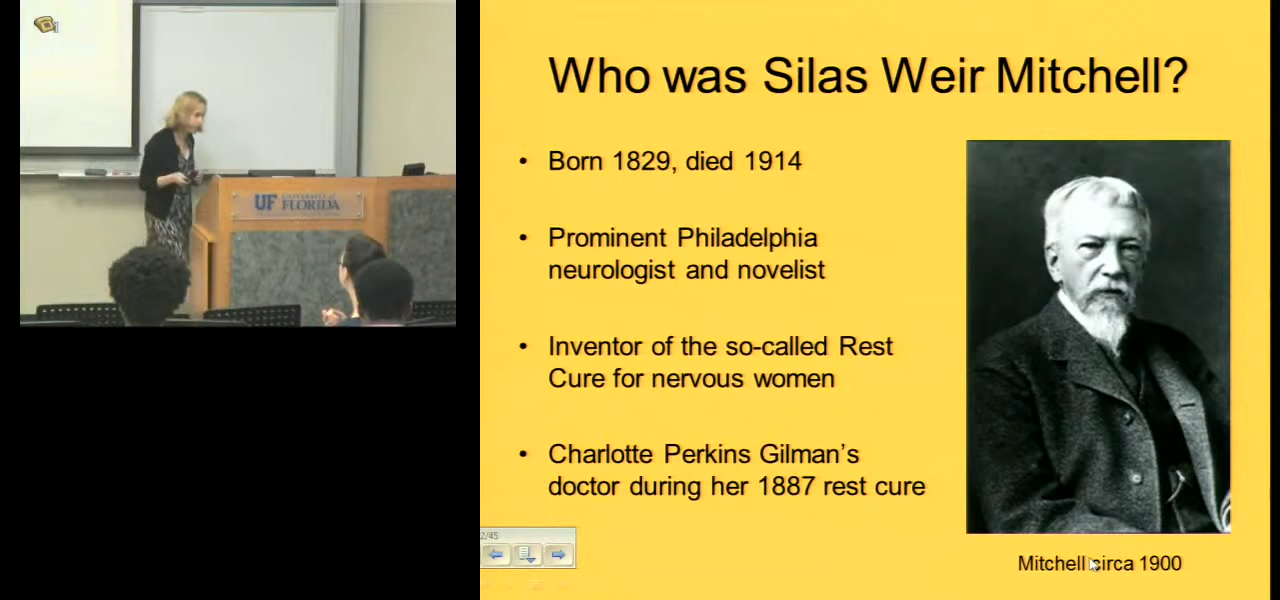 UF UNIVERSITY of
FLORIDA
Who was Silas Weir Mitchell?
• Born 1829, died 1914
• Prominent Philadelphia
neurologist and novelist
• Inventor of the so-called Rest
Cure for nervous women
• Charlotte Perkins Gilman’s
doctor during her 1887 rest cure
2/45
Mitchell circa 1900